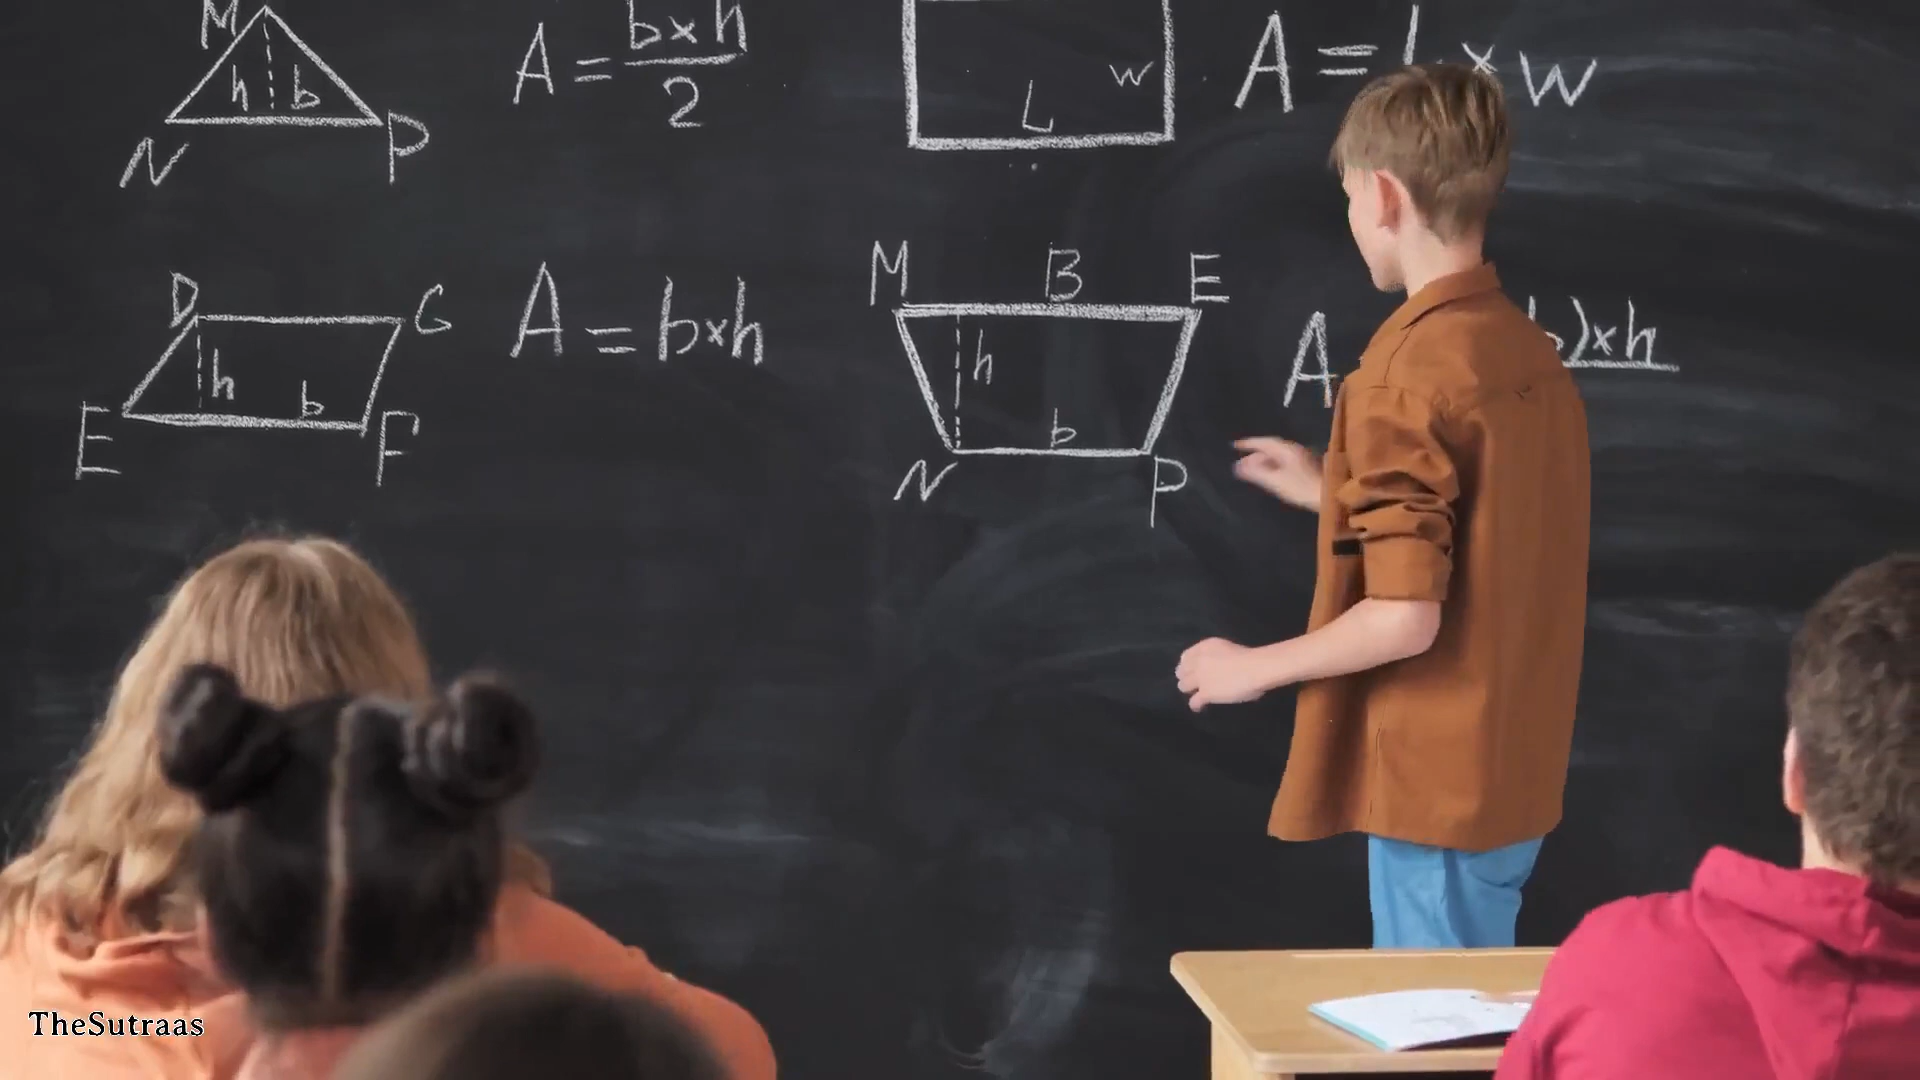 M
h b
N P
A = b×h
2
L w
A = L × w
D G
h b
E F
A = b×h
M B E
h
b
N P
A b)×h
TheSutraas